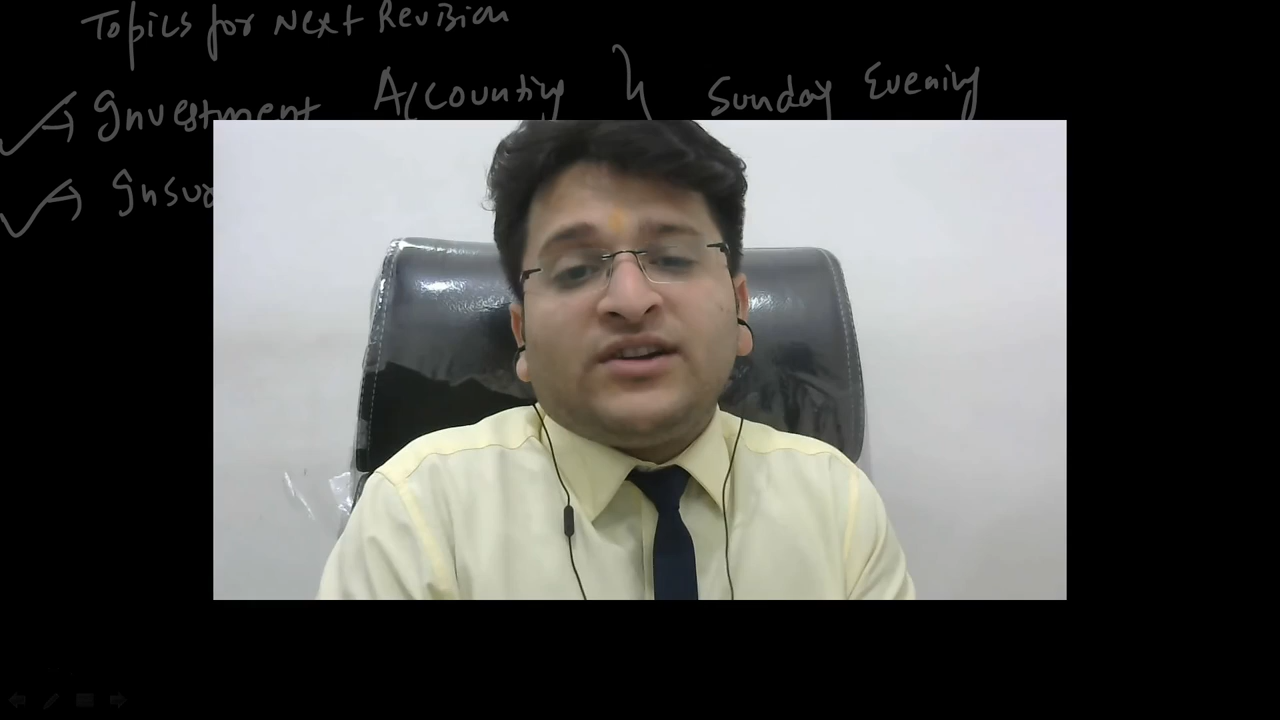 Topics for Next Revision
→ Investment Accounting } Sunday Evening
→